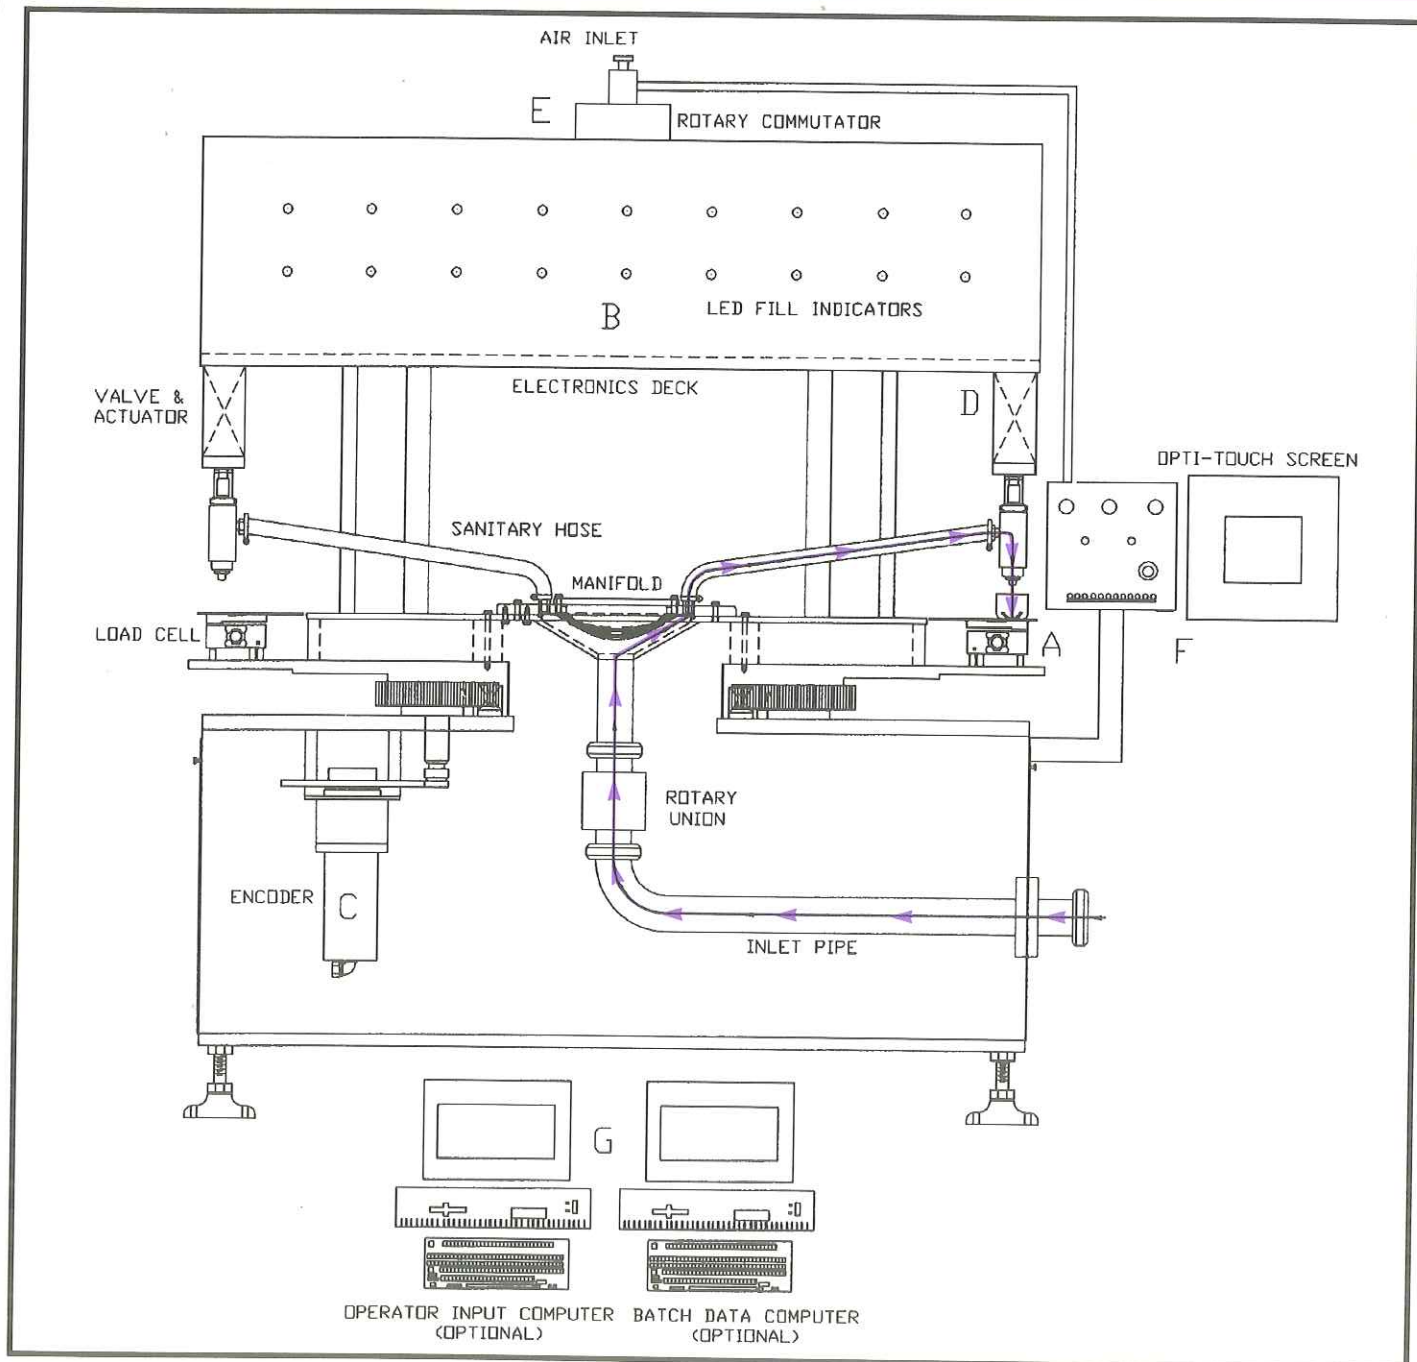 AIR INLET
E
ROTARY COMMUTATOR
B
LED FILL INDICATORS
ELECTRONICS DECK
VALVE &
ACTUATOR
D
OPTI-TOUCH SCREEN
SANITARY HOSE
MANIFOLD
LOAD CELL
A
F
ROTARY
UNION
ENCODER
C
INLET PIPE
G
OPERATOR INPUT COMPUTER
(OPTIONAL)
BATCH DATA COMPUTER
(OPTIONAL)